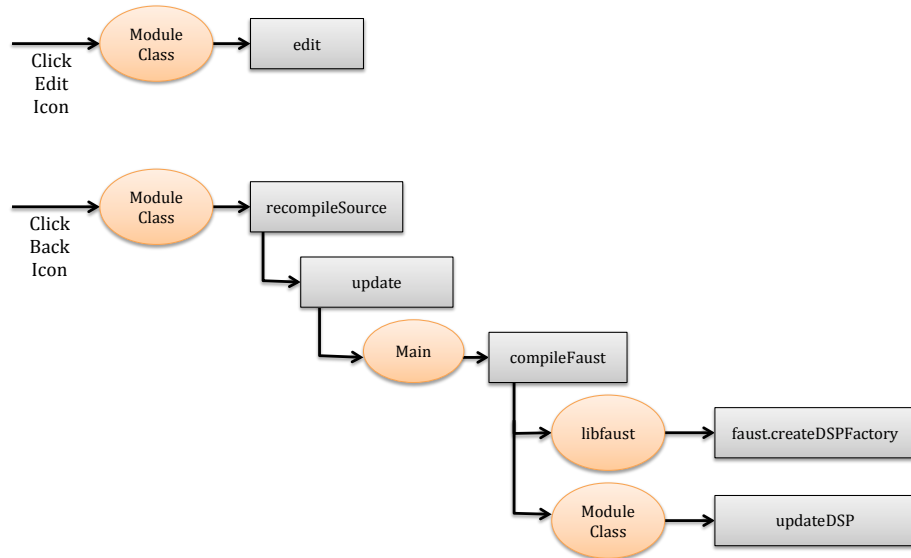 Module
Class
edit
Click
Edit
Icon
Module
Class
recompileSource
Click
Back
Icon
update
Main
compileFaust
libfaust
faust.createDSPFactory
Module
Class
updateDSP